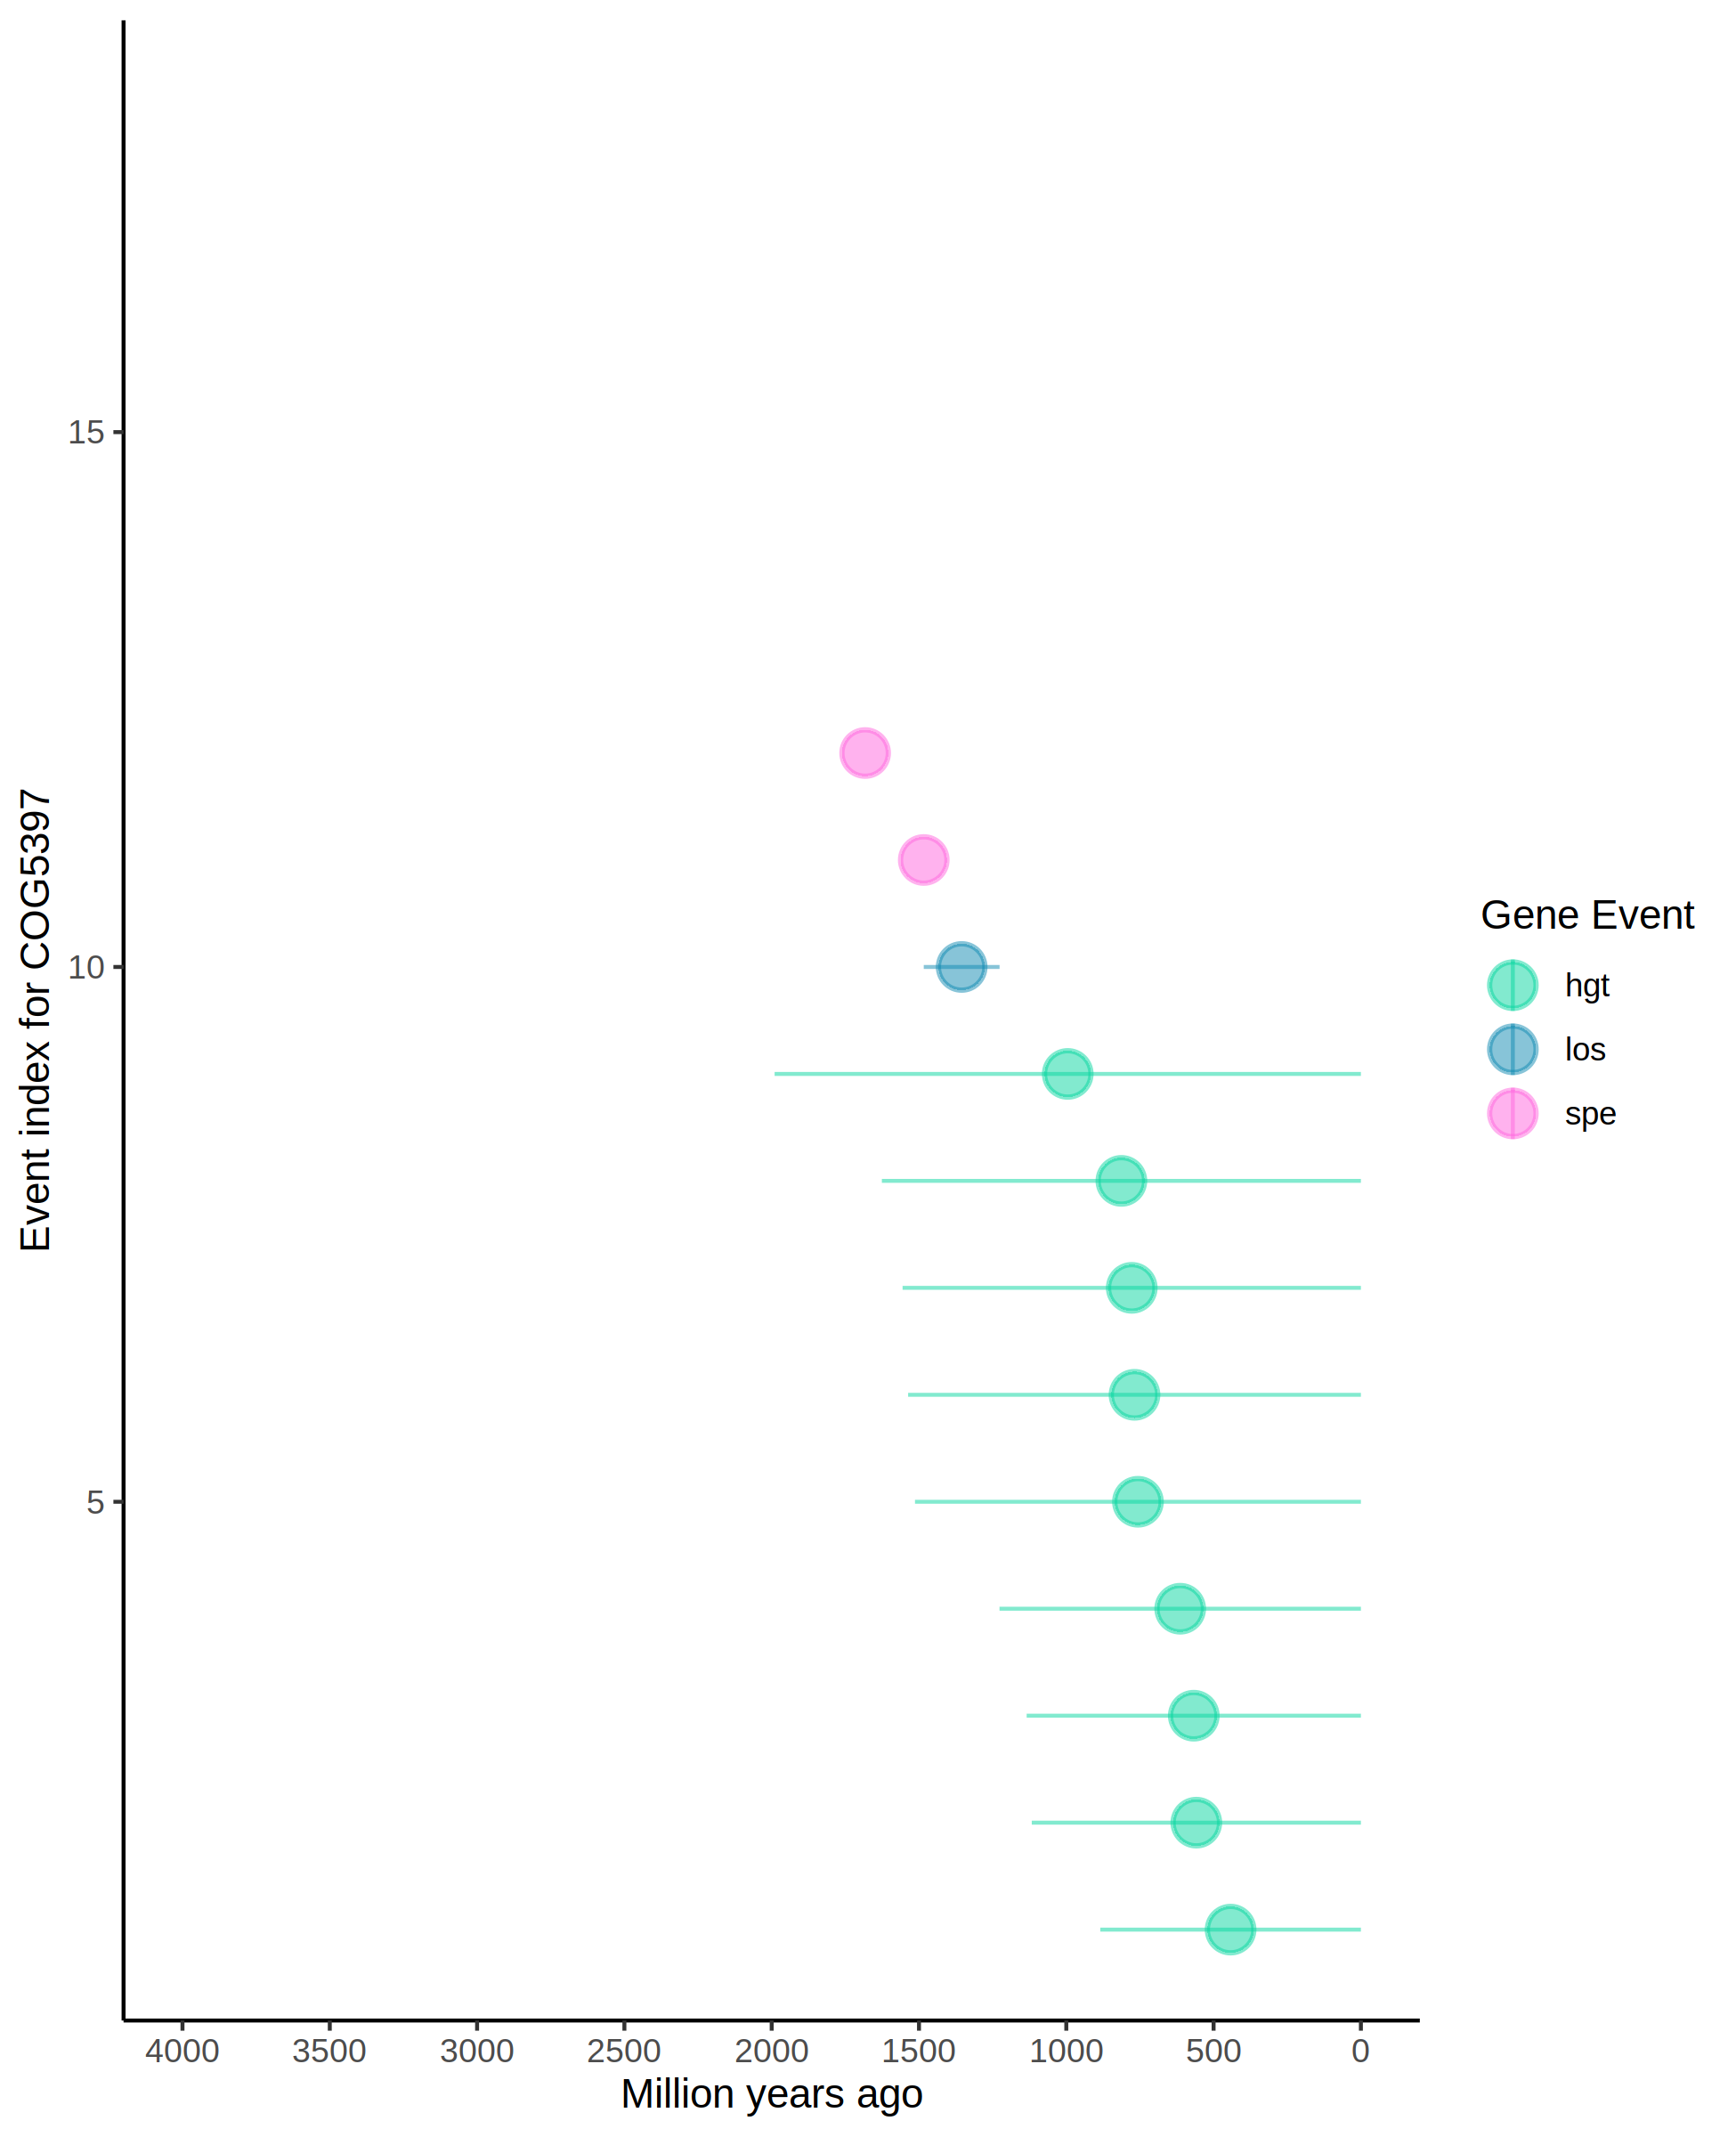 Event index for COG5397
15
10
5
4000 3500 3000 2500 2000 1500 1000 500 0
Million years ago
Gene Event
hgt
los
spe